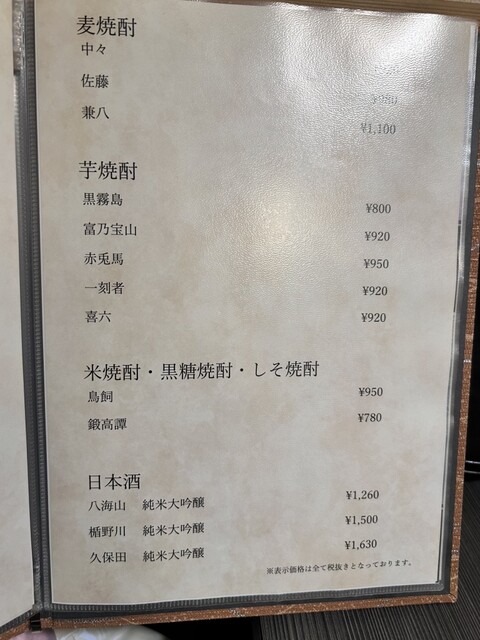 麦焼酎
中々
佐藤
兼八 ¥1,100
芋焼酎
黒霧島 ¥800
富乃宝山 ¥920
赤兎馬 ¥950
一刻者 ¥920
喜六 ¥920
米焼酎・黒糖焼酎・しそ焼酎
鳥飼 ¥950
鍛高譚 ¥780
日本酒
八海山 純米大吟醸 ¥1,260
楯野川 純米大吟醸 ¥1,500
久保田 純米大吟醸 ¥1,630
※表示価格は全て税抜きとなっております。